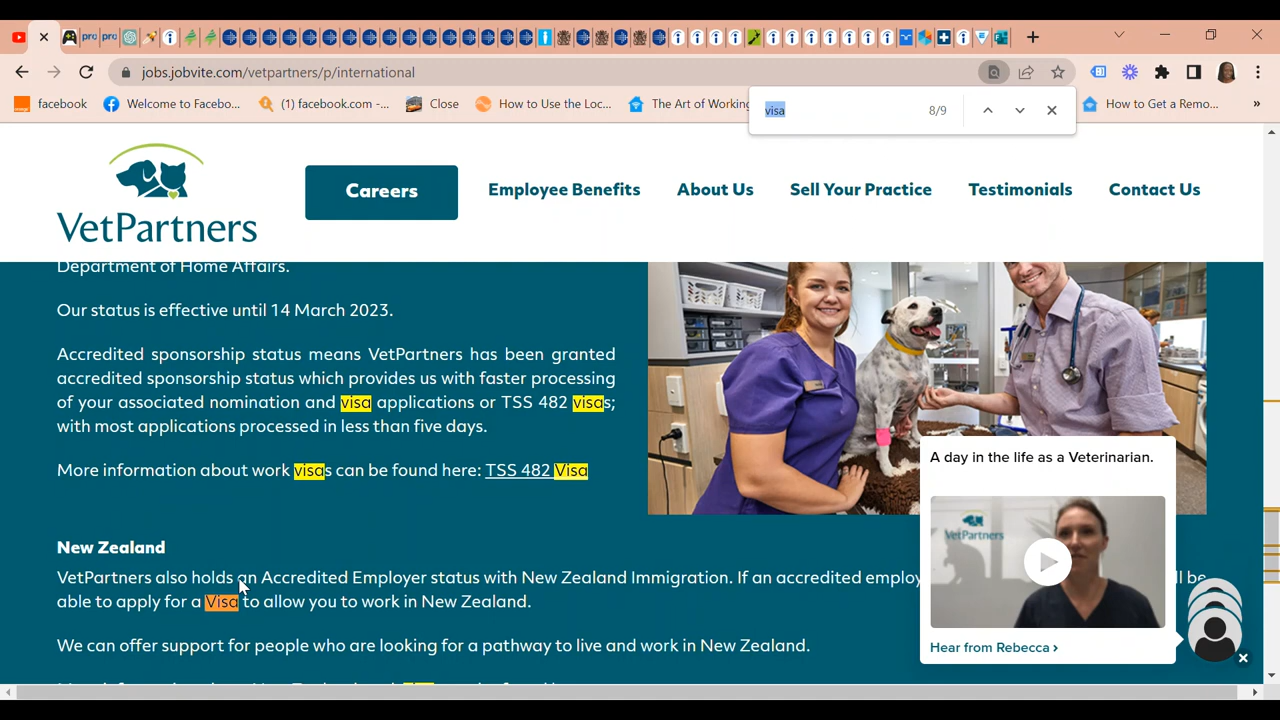 jobs.jobvite.com/vetpartners/p/international
facebook
Welcome to Facebo...
(1) facebook.com -...
Close
How to Use the Loc...
The Art of Working
How to Get a Remo...
»
visa 8/9
VetPartners
Careers
Employee Benefits
About Us
Sell Your Practice
Testimonials
Contact Us
Department of Home Affairs.
Our status is effective until 14 March 2023.
Accredited sponsorship status means VetPartners has been granted
accredited sponsorship status which provides us with faster processing
of your associated nomination and visa applications or TSS 482 visas;
with most applications processed in less than five days.
More information about work visas can be found here: TSS 482 Visa
A day in the life as a Veterinarian.
VetPartners
Hear from Rebecca ›
New Zealand
VetPartners also holds an Accredited Employer status with New Zealand Immigration. If an accredited employ ll be
able to apply for a Visa to allow you to work in New Zealand.
We can offer support for people who are looking for a pathway to live and work in New Zealand.